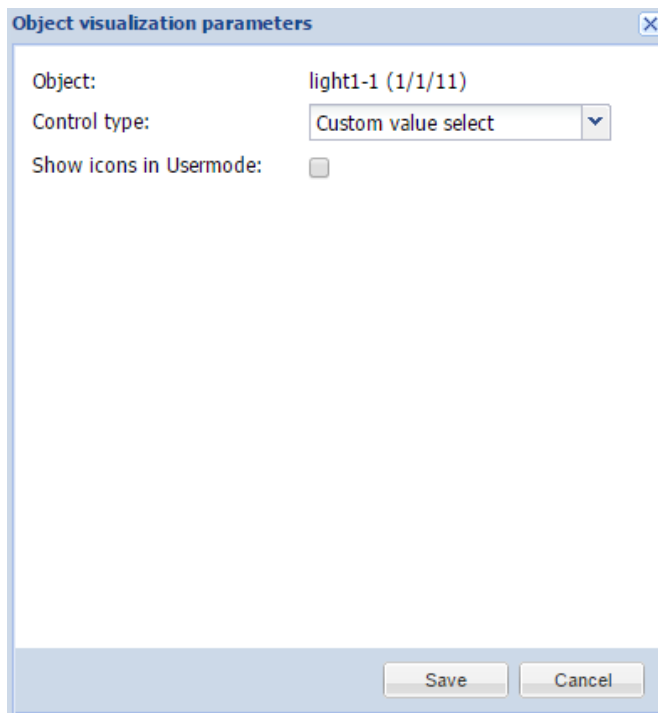 Object visualization parameters
Object: light1-1 (1/1/11)
Control type: Custom value select
Show icons in Usermode:
Save Cancel